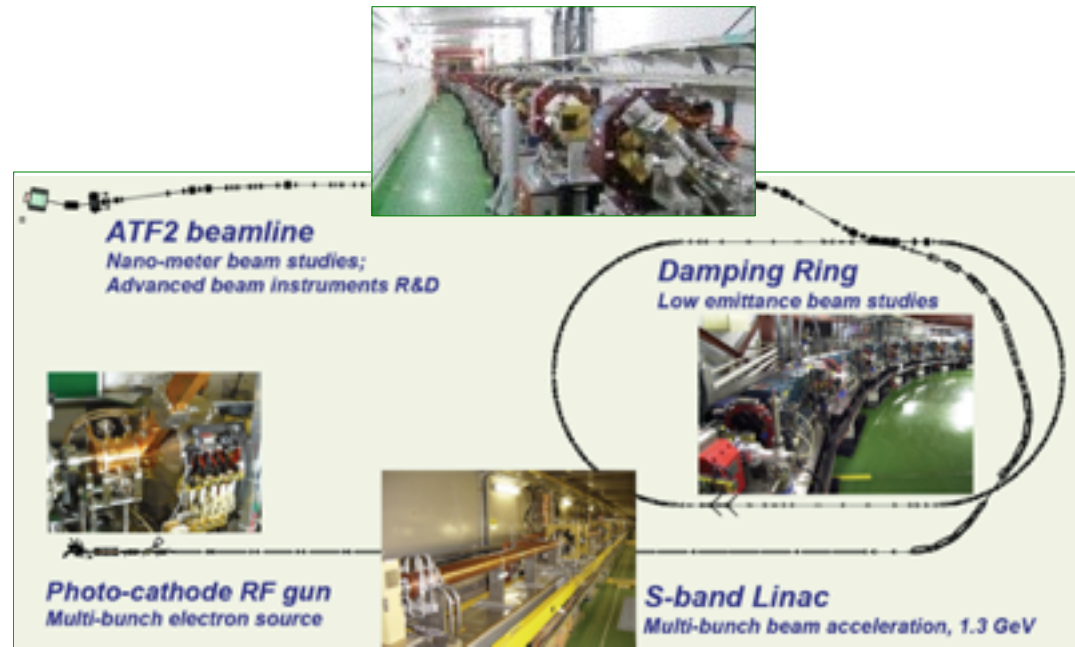 ATF2 beamline
Nano-meter beam studies;
Advanced beam instruments R&D
Damping Ring
Low emittance beam studies
Photo-cathode RF gun
Multi-bunch electron source
S-band Linac
Multi-bunch beam acceleration, 1.3 GeV